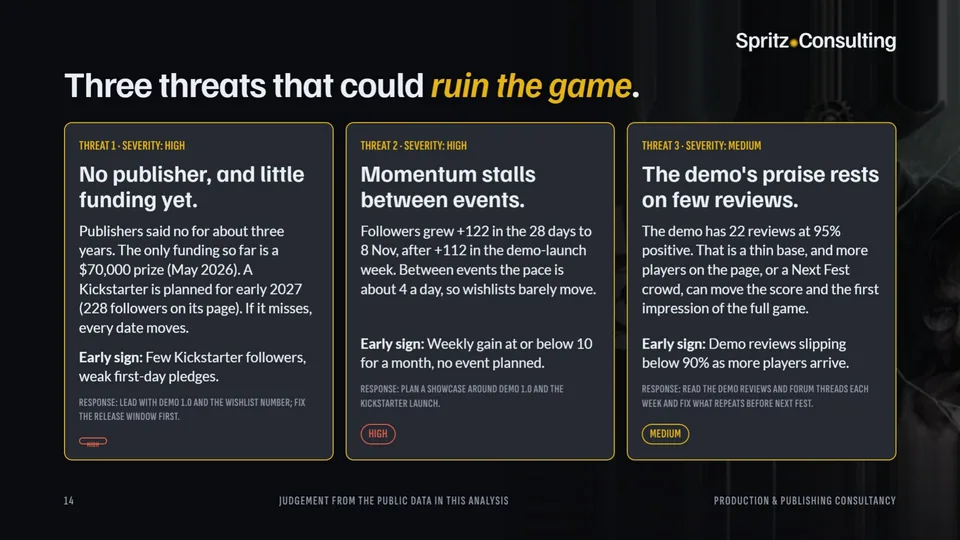 Spritz•Consulting
Three threats that could ruin the game.
THREAT 1 · SEVERITY: HIGH
No publisher, and little
funding yet.
Publishers said no for about three
years. The only funding so far is a
$70,000 prize (May 2026). A
Kickstarter is planned for early 2027
(228 followers on its page). If it misses,
every date moves.
Early sign: Few Kickstarter followers,
weak first-day pledges.
RESPONSE: LEAD WITH DEMO 1.0 AND THE WISHLIST NUMBER; FIX
THE RELEASE WINDOW FIRST.
HIGH
THREAT 2 · SEVERITY: HIGH
Momentum stalls
between events.
Followers grew +122 in the 28 days to
8 Nov, after +112 in the demo-launch
week. Between events the pace is
about 4 a day, so wishlists barely move.
Early sign: Weekly gain at or below 10
for a month, no event planned.
RESPONSE: PLAN A SHOWCASE AROUND DEMO 1.0 AND THE
KICKSTARTER LAUNCH.
HIGH
THREAT 3 · SEVERITY: MEDIUM
The demo's praise rests
on few reviews.
The demo has 22 reviews at 95%
positive. That is a thin base, and more
players on the page, or a Next Fest
crowd, can move the score and the first
impression of the full game.
Early sign: Demo reviews slipping
below 90% as more players arrive.
RESPONSE: READ THE DEMO REVIEWS AND FORUM THREADS EACH
WEEK AND FIX WHAT REPEATS BEFORE NEXT FEST.
MEDIUM
14
JUDGEMENT FROM THE PUBLIC DATA IN THIS ANALYSIS
PRODUCTION & PUBLISHING CONSULTANCY